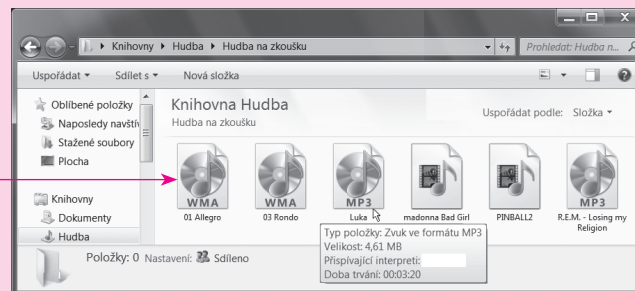 Knihovny ▸ Hudba ▸ Hudba na zkoušku
Prohledat: Hudba n...
Uspořádat ▾ Sdílet s ▾ Nová složka
Oblíbené položky
Naposledy navštív
Stažené soubory
Plocha
Knihovny
Dokumenty
Hudba
Knihovna Hudba
Hudba na zkoušku
Uspořádat podle: Složka ▾
WMA WMA MP3 MP3
01 Allegro 03 Rondo Luka madonna Bad Girl PINBALL2 R.E.M. - Losing my
Religion
Typ položky: Zvuk ve formátu MP3
Velikost: 4,61 MB
Přispívající interpreti:
Doba trvání: 00:03:20
Položky: 0 Nastavení: Sdíleno